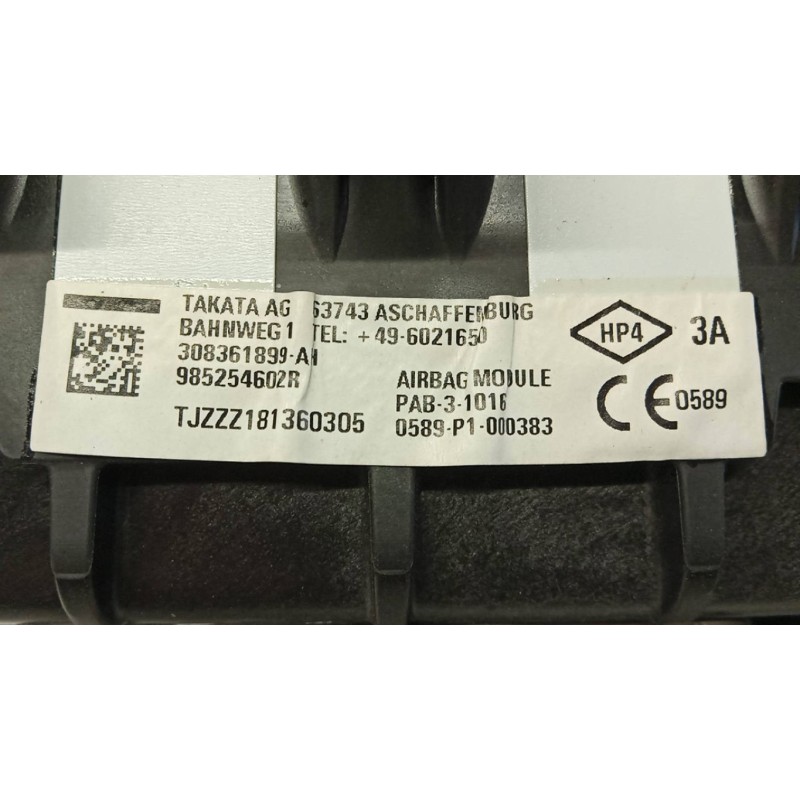 TAKATA AG 63743 ASCHAFFENBURG
BAHNWEG 1 TEL: +49-6021650
308361899-AH
985254602R AIRBAG MODULE
PAB-3-1016
TJZZZ181360305 0589-P1-000383
HP4 3A
CE 0589